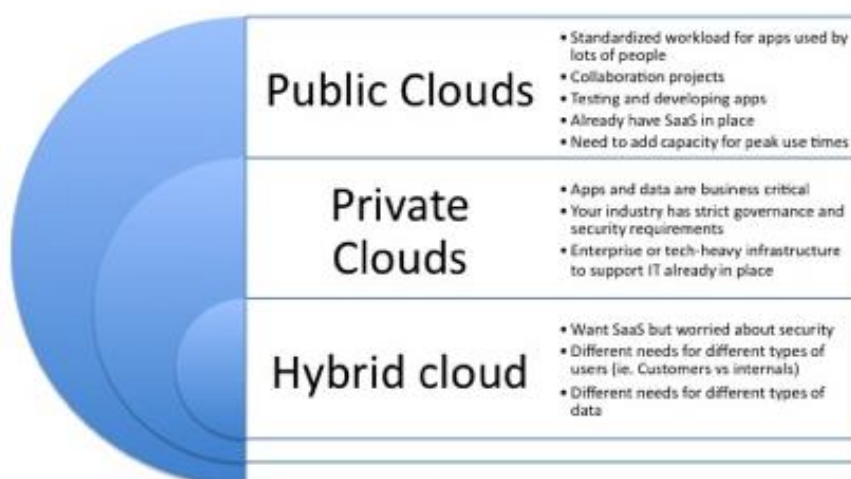 Public Clouds
• Standardized workload for apps used by
lots of people
• Collaboration projects
• Testing and developing apps
• Already have SaaS in place
• Need to add capacity for peak use times
Private
Clouds
• Apps and data are business critical
• Your industry has strict governance and
security requirements
• Enterprise or tech-heavy infrastructure
to support IT already in place
Hybrid cloud
• Want SaaS but worried about security
• Different needs for different types of
users (ie. Customers vs internals)
• Different needs for different types of
data